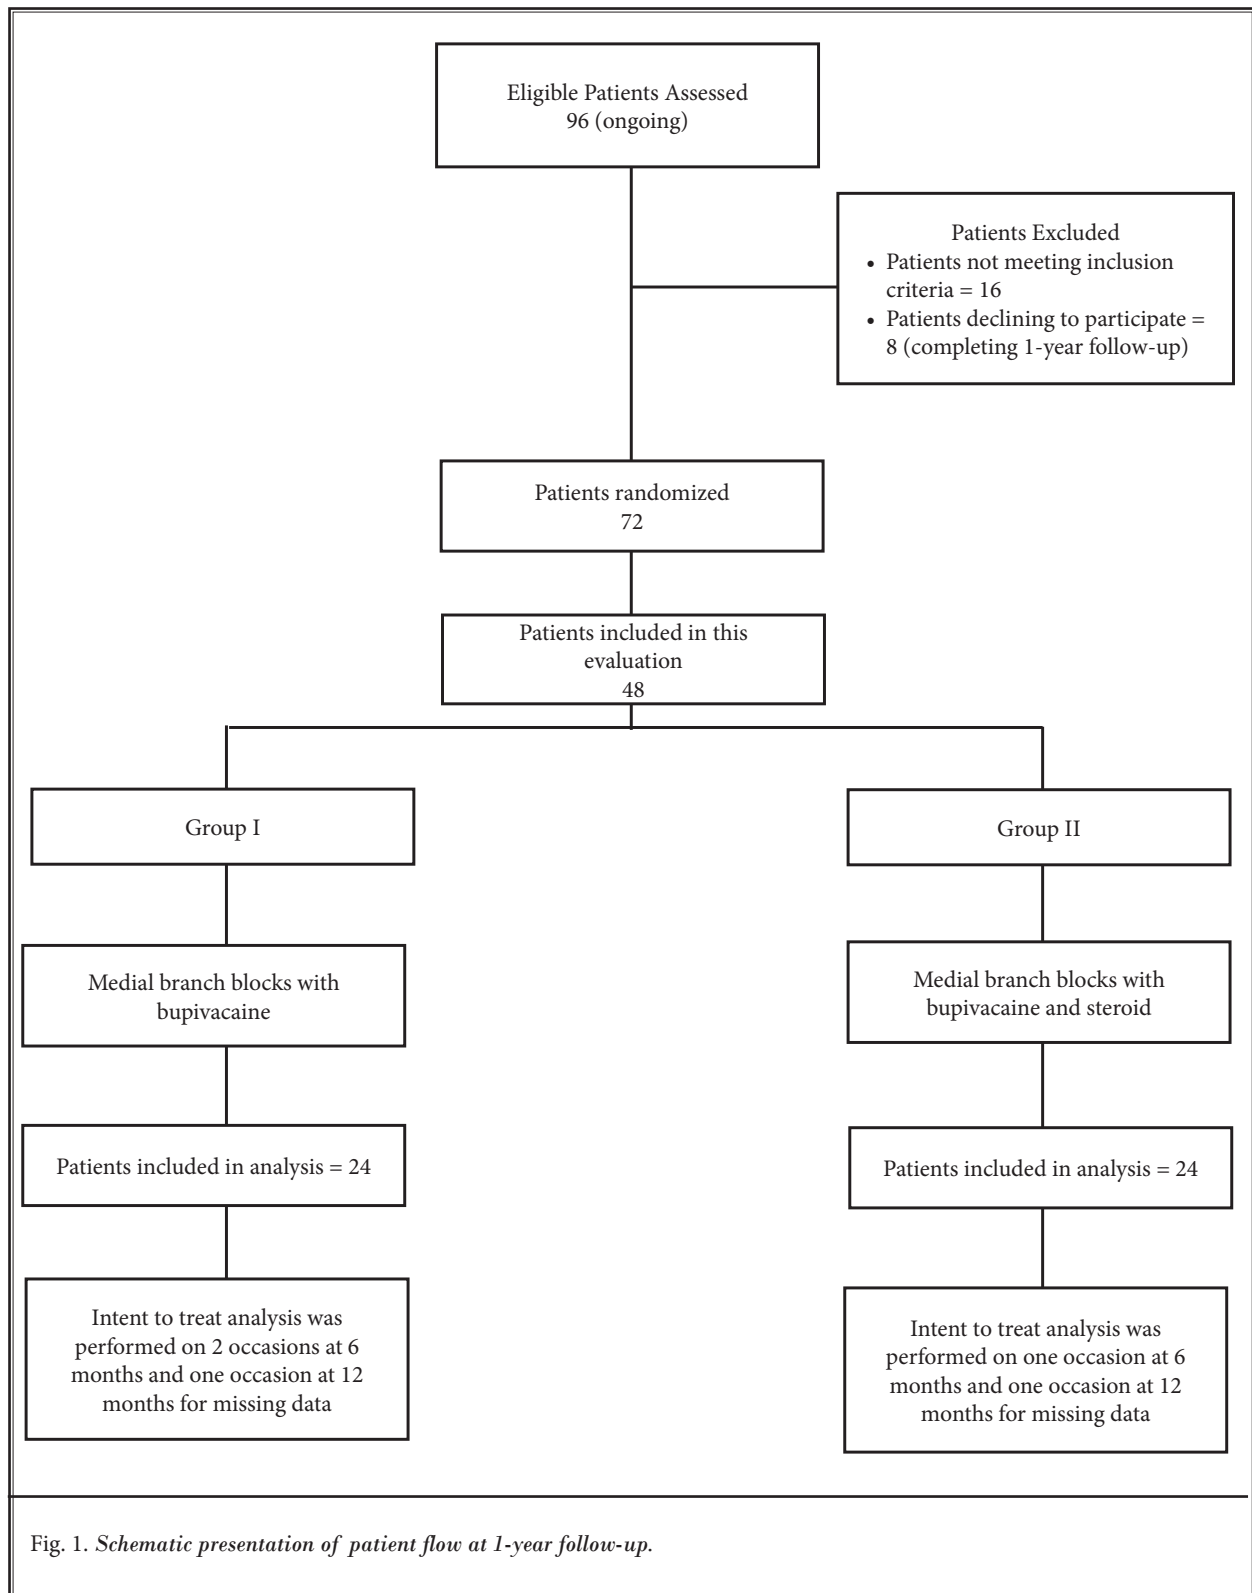 Eligible Patients Assessed
96 (ongoing)
Patients Excluded
• Patients not meeting inclusion
criteria = 16
• Patients declining to participate =
8 (completing 1-year follow-up)
Patients randomized
72
Patients included in this
evaluation
48
Group I
Group II
Medial branch blocks with
bupivacaine
Medial branch blocks with
bupivacaine and steroid
Patients included in analysis = 24
Patients included in analysis = 24
Intent to treat analysis was
performed on 2 occasions at 6
months and one occasion at 12
months for missing data
Intent to treat analysis was
performed on one occasion at 6
months and one occasion at 12
months for missing data
Fig. 1. Schematic presentation of patient flow at 1-year follow-up.